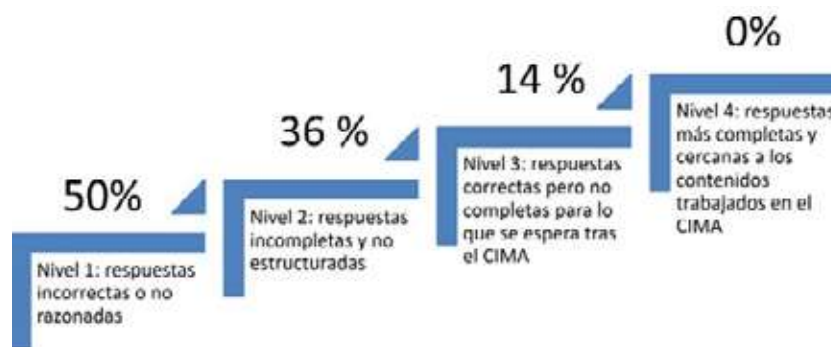 50%
Nivel 1: respuestas
incorrectas o no
razonadas
36 %
Nivel 2: respuestas
incompletas y no
estructuradas
14 %
Nivel 3: respuestas
correctas pero no
completas para lo
que se espera tras
el CIMA
0%
Nivel 4: respuestas
más completas y
cercanas a los
contenidos
trabajados en el
CIMA